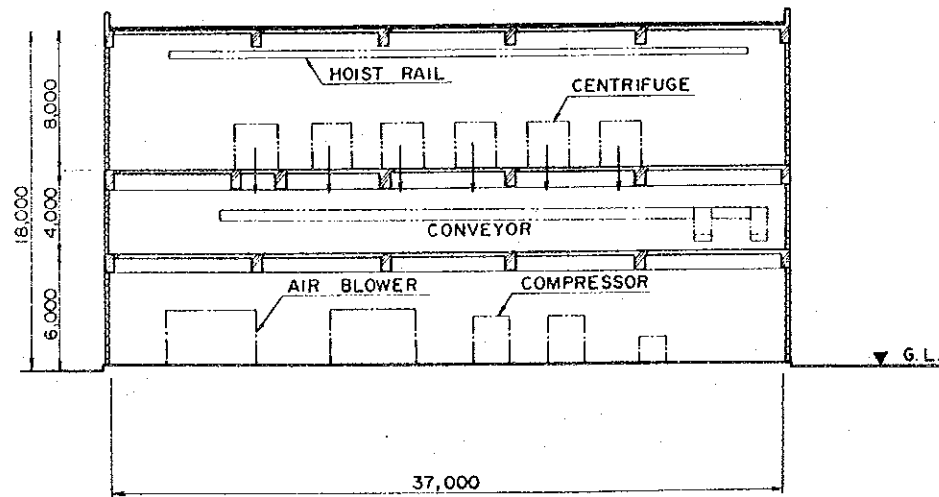 HOIST RAIL
CENTRIFUGE
8,000
18,000
4,000
CONVEYOR
AIR BLOWER
COMPRESSOR
6,000
G.L.
37,000